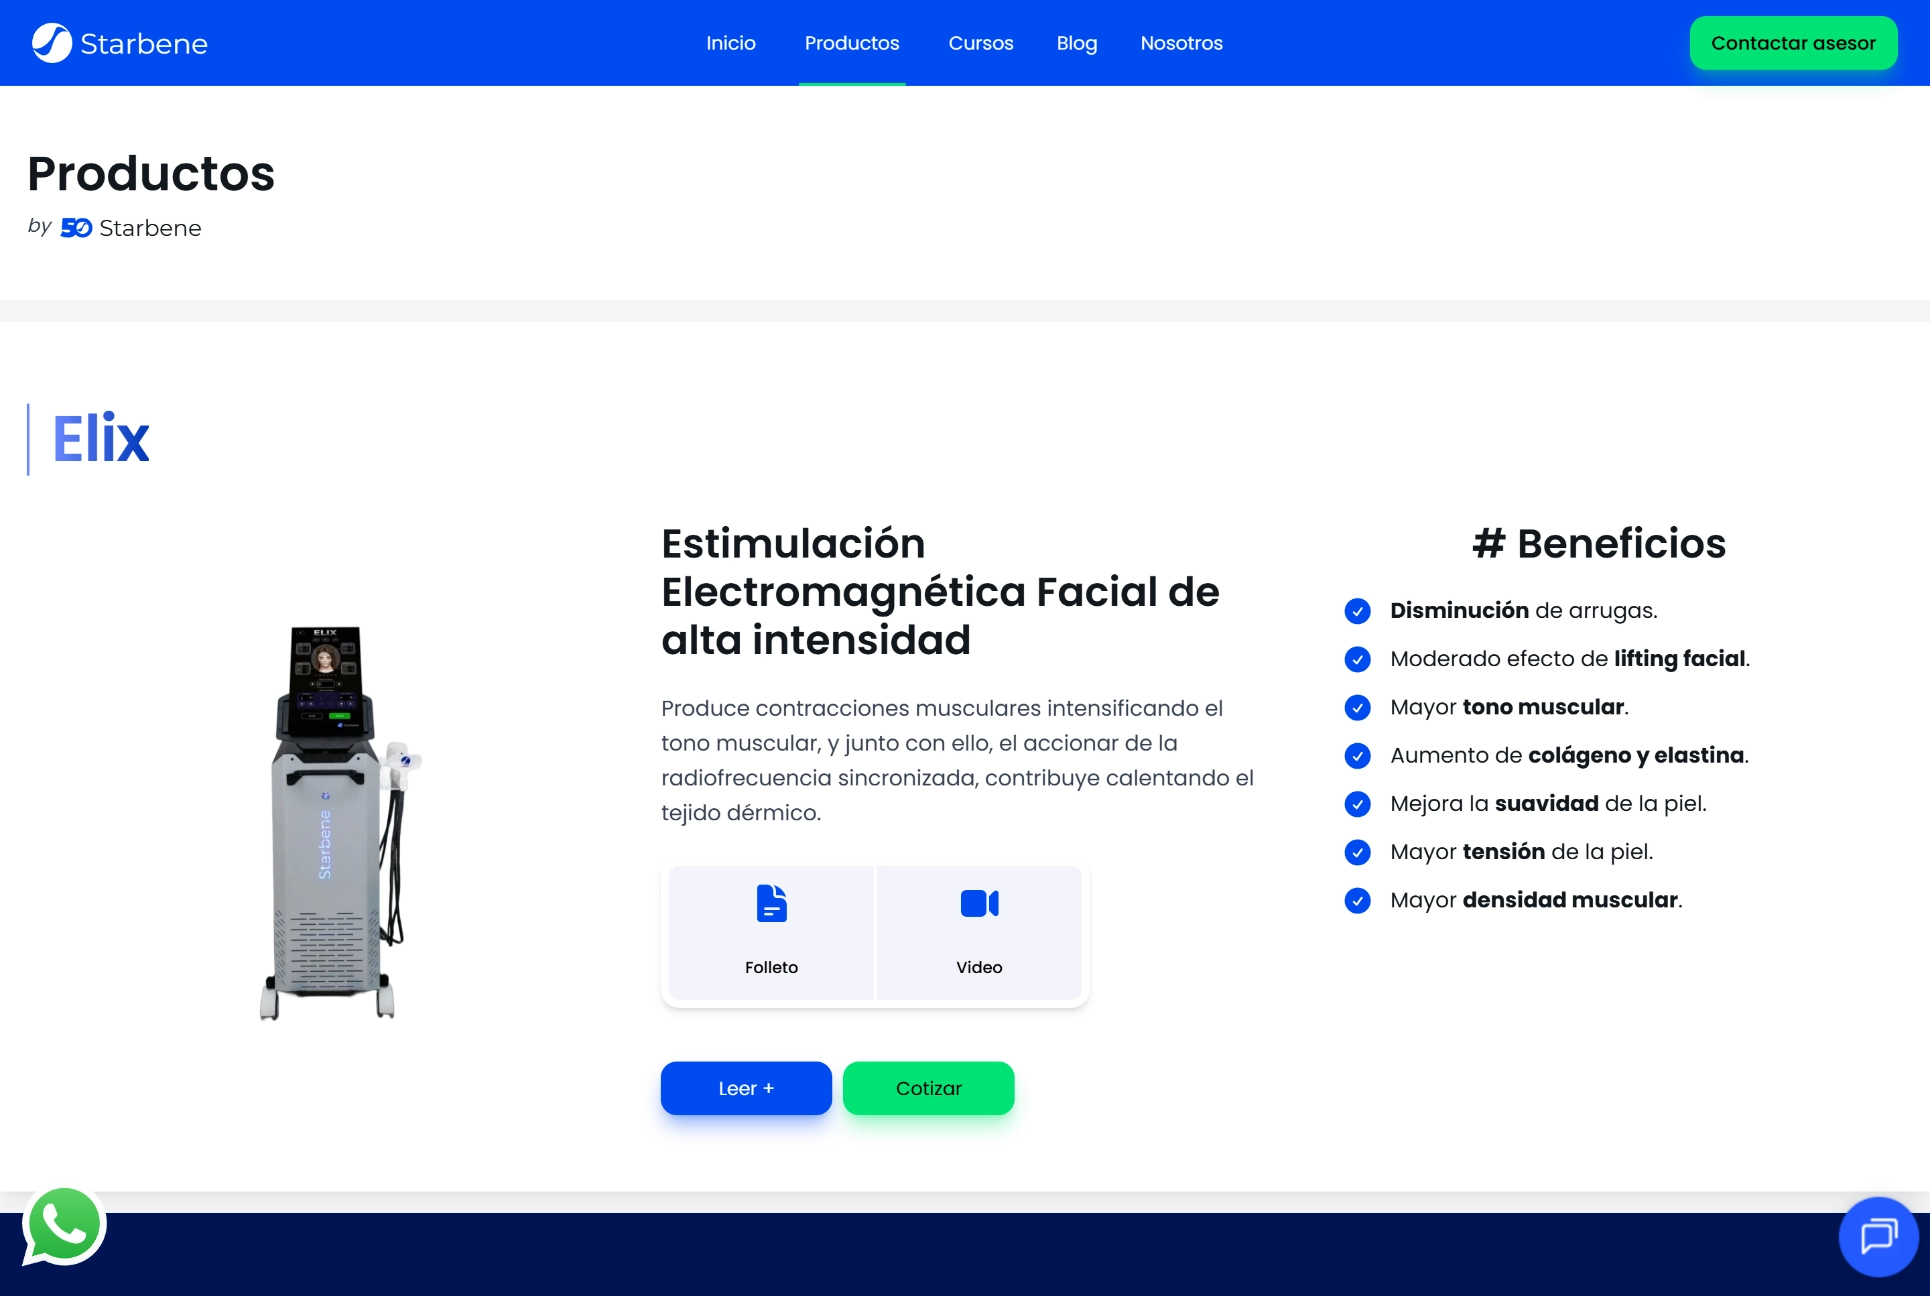 Starbene
Inicio
Productos
Cursos
Blog
Nosotros
Contactar asesor
Productos
by 50 Starbene
Elix
ELIX
Starbene
Estimulación
Electromagnética Facial de
alta intensidad
Produce contracciones musculares intensificando el
tono muscular, y junto con ello, el accionar de la
radiofrecuencia sincronizada, contribuye calentando el
tejido dérmico.
Folleto
Video
Leer +
Cotizar
# Beneficios
Disminución de arrugas.
Moderado efecto de lifting facial.
Mayor tono muscular.
Aumento de colágeno y elastina.
Mejora la suavidad de la piel.
Mayor tensión de la piel.
Mayor densidad muscular.